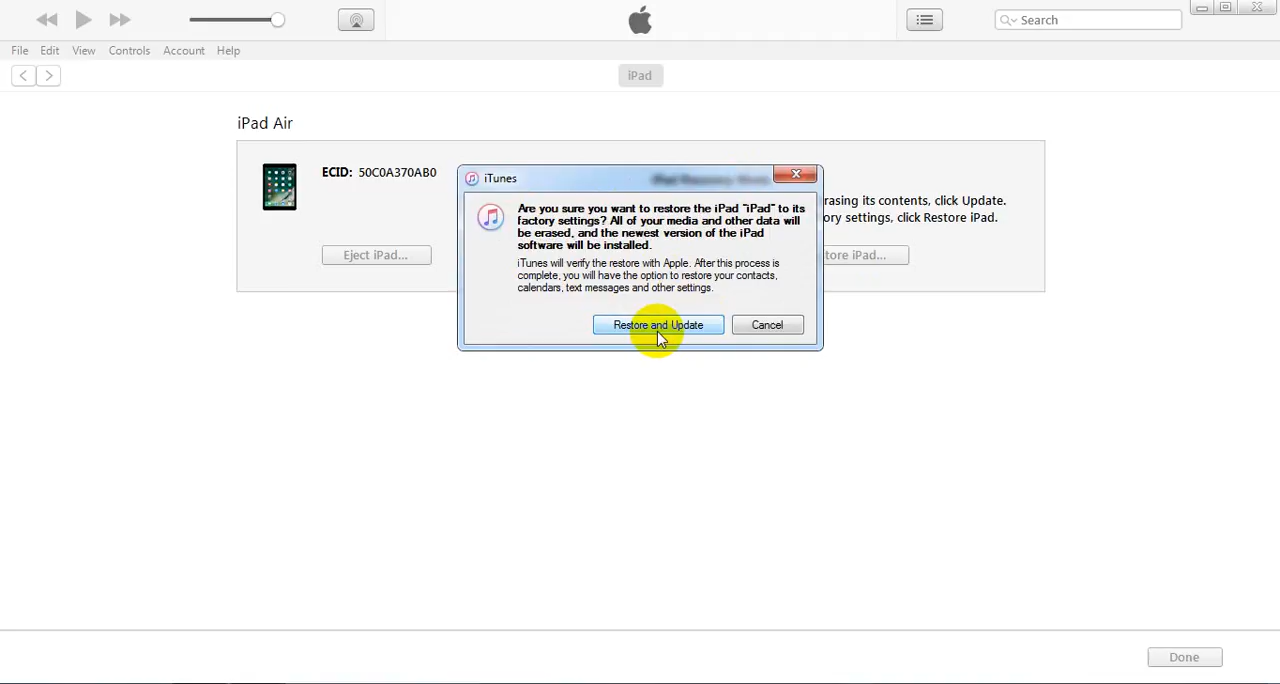 Search
File Edit View Controls Account Help
iPad
iPad Air
ECID: 50C0A370AB0
iTunes
iPad Recovery Mode
Are you sure you want to restore the iPad "iPad" to its
factory settings? All of your media and other data will
be erased, and the newest version of the iPad
software will be installed.
iTunes will verify the restore with Apple. After this process is
complete, you will have the option to restore your contacts,
calendars, text messages and other settings.
Restore and Update
Cancel
rasing its contents, click Update.
ory settings, click Restore iPad.
Eject iPad...
tore iPad...
Done